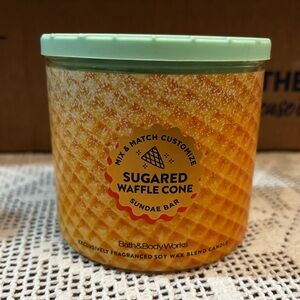 MIX & MATCH CUSTOMIZE
SUGARED
WAFFLE CONE
SUNDAE BAR
Bath&BodyWorks
EXCLUSIVELY FRAGRANCED SOY WAX BLEND CANDLE
THE